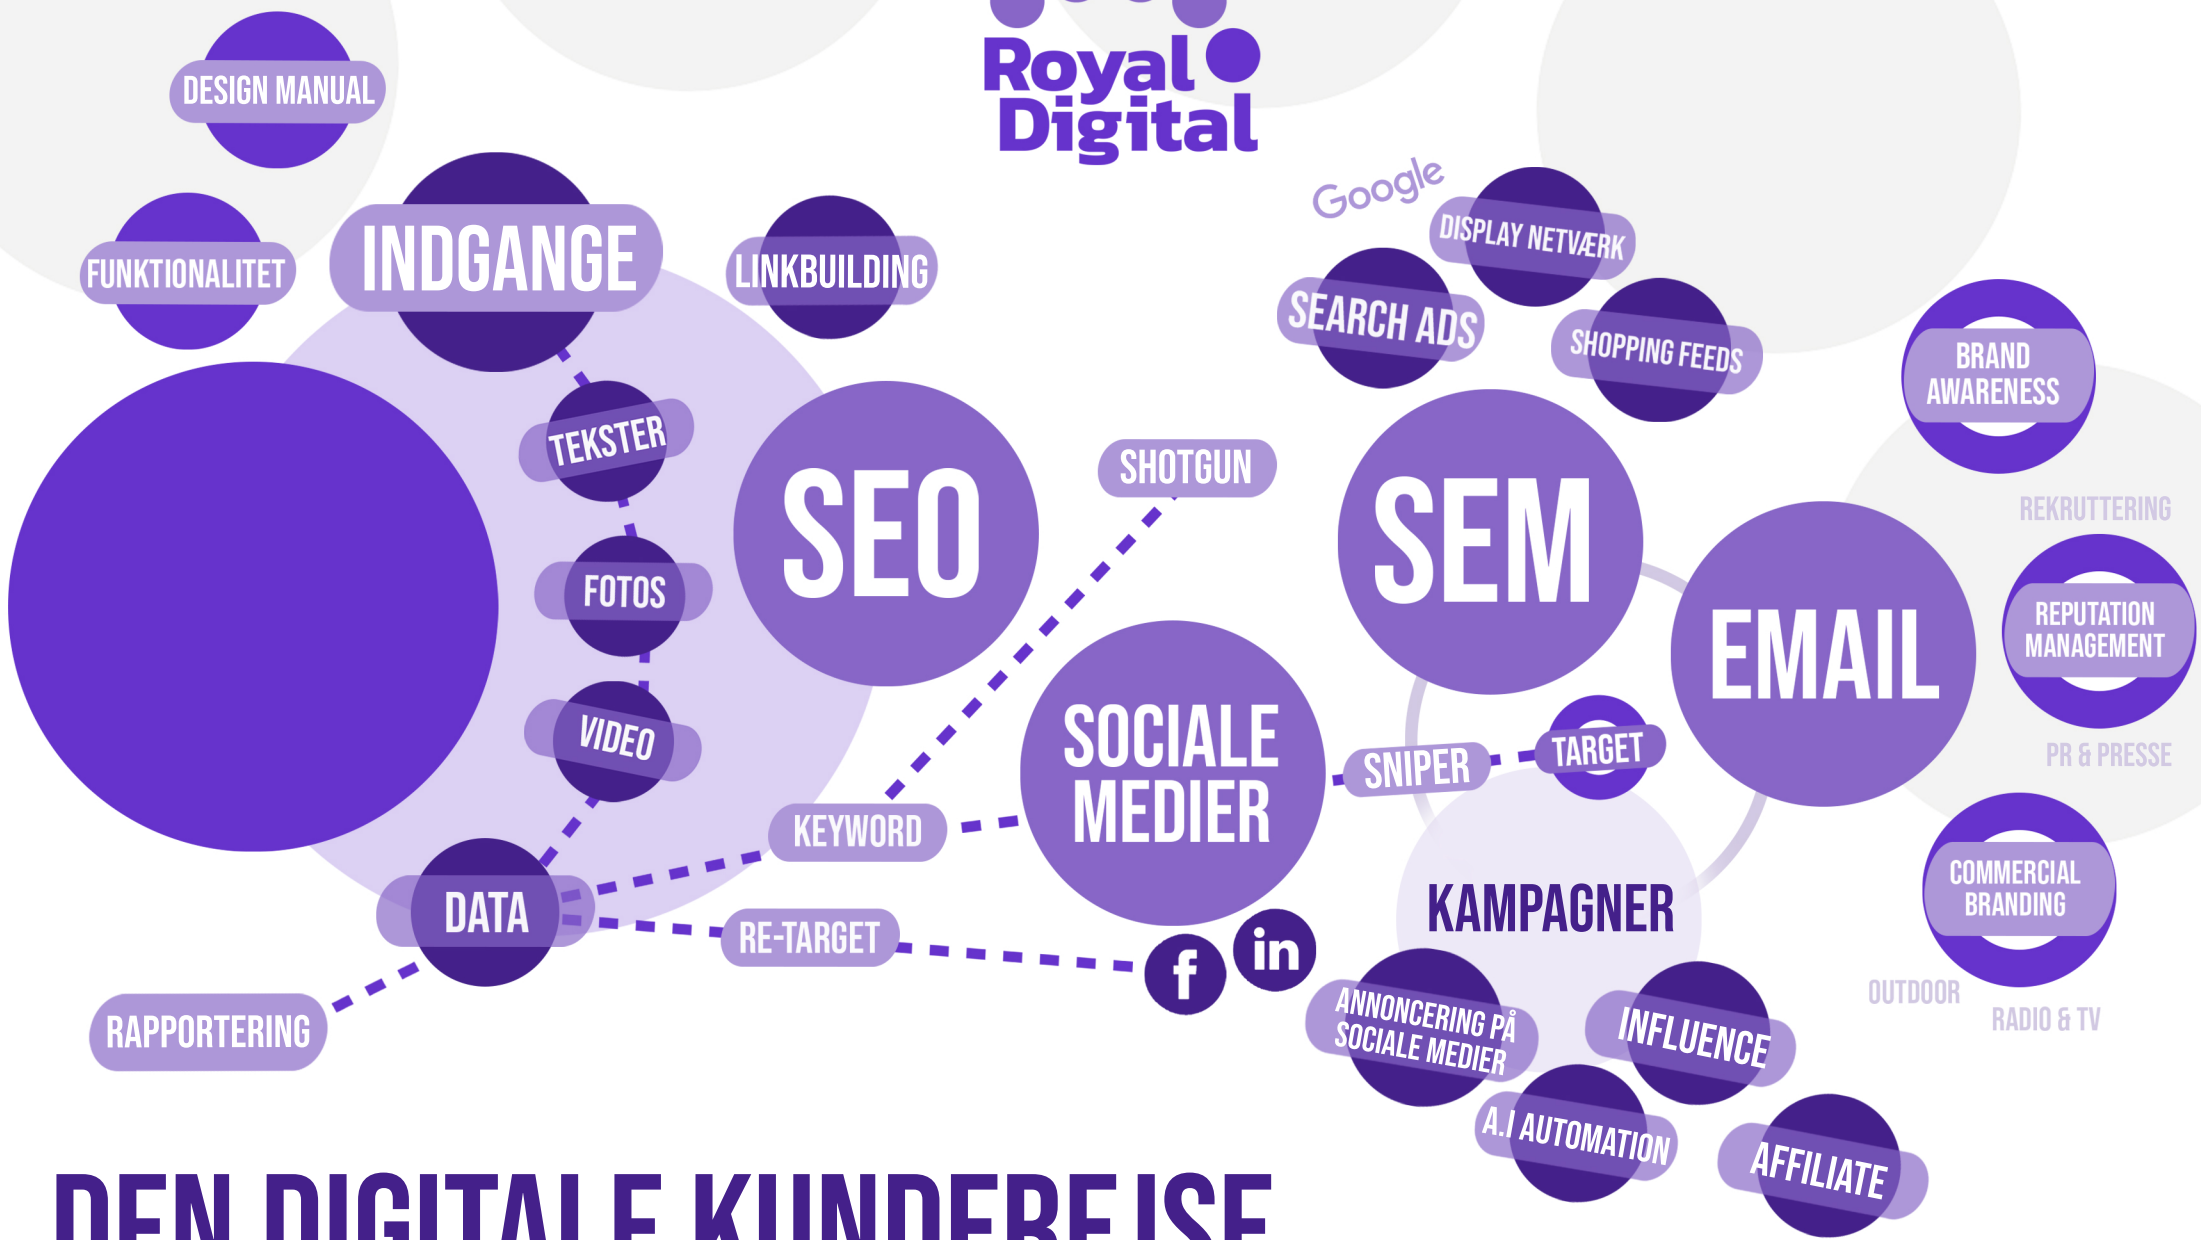 Royal
Digital
DESIGN MANUAL
FUNKTIONALITET
INDGANGE
LINKBUILDING
Google
DISPLAY NETVÆRK
SEARCH ADS
SHOPPING FEEDS
BRAND
AWARENESS
TEKSTER
SEO
SHOTGUN
SEM
REKRUTTERING
FOTOS
EMAIL
REPUTATION
MANAGEMENT
VIDEO
SOCIALE
MEDIER
SNIPER
TARGET
PR & PRESSE
KEYWORD
DATA
RE-TARGET
KAMPAGNER
COMMERCIAL
BRANDING
f
in
RAPPORTERING
ANNONCERING PÅ
SOCIALE MEDIER
INFLUENCE
OUTDOOR
RADIO & TV
A.I AUTOMATION
AFFILIATE
DEN DIGITALE KUNDEREJSE